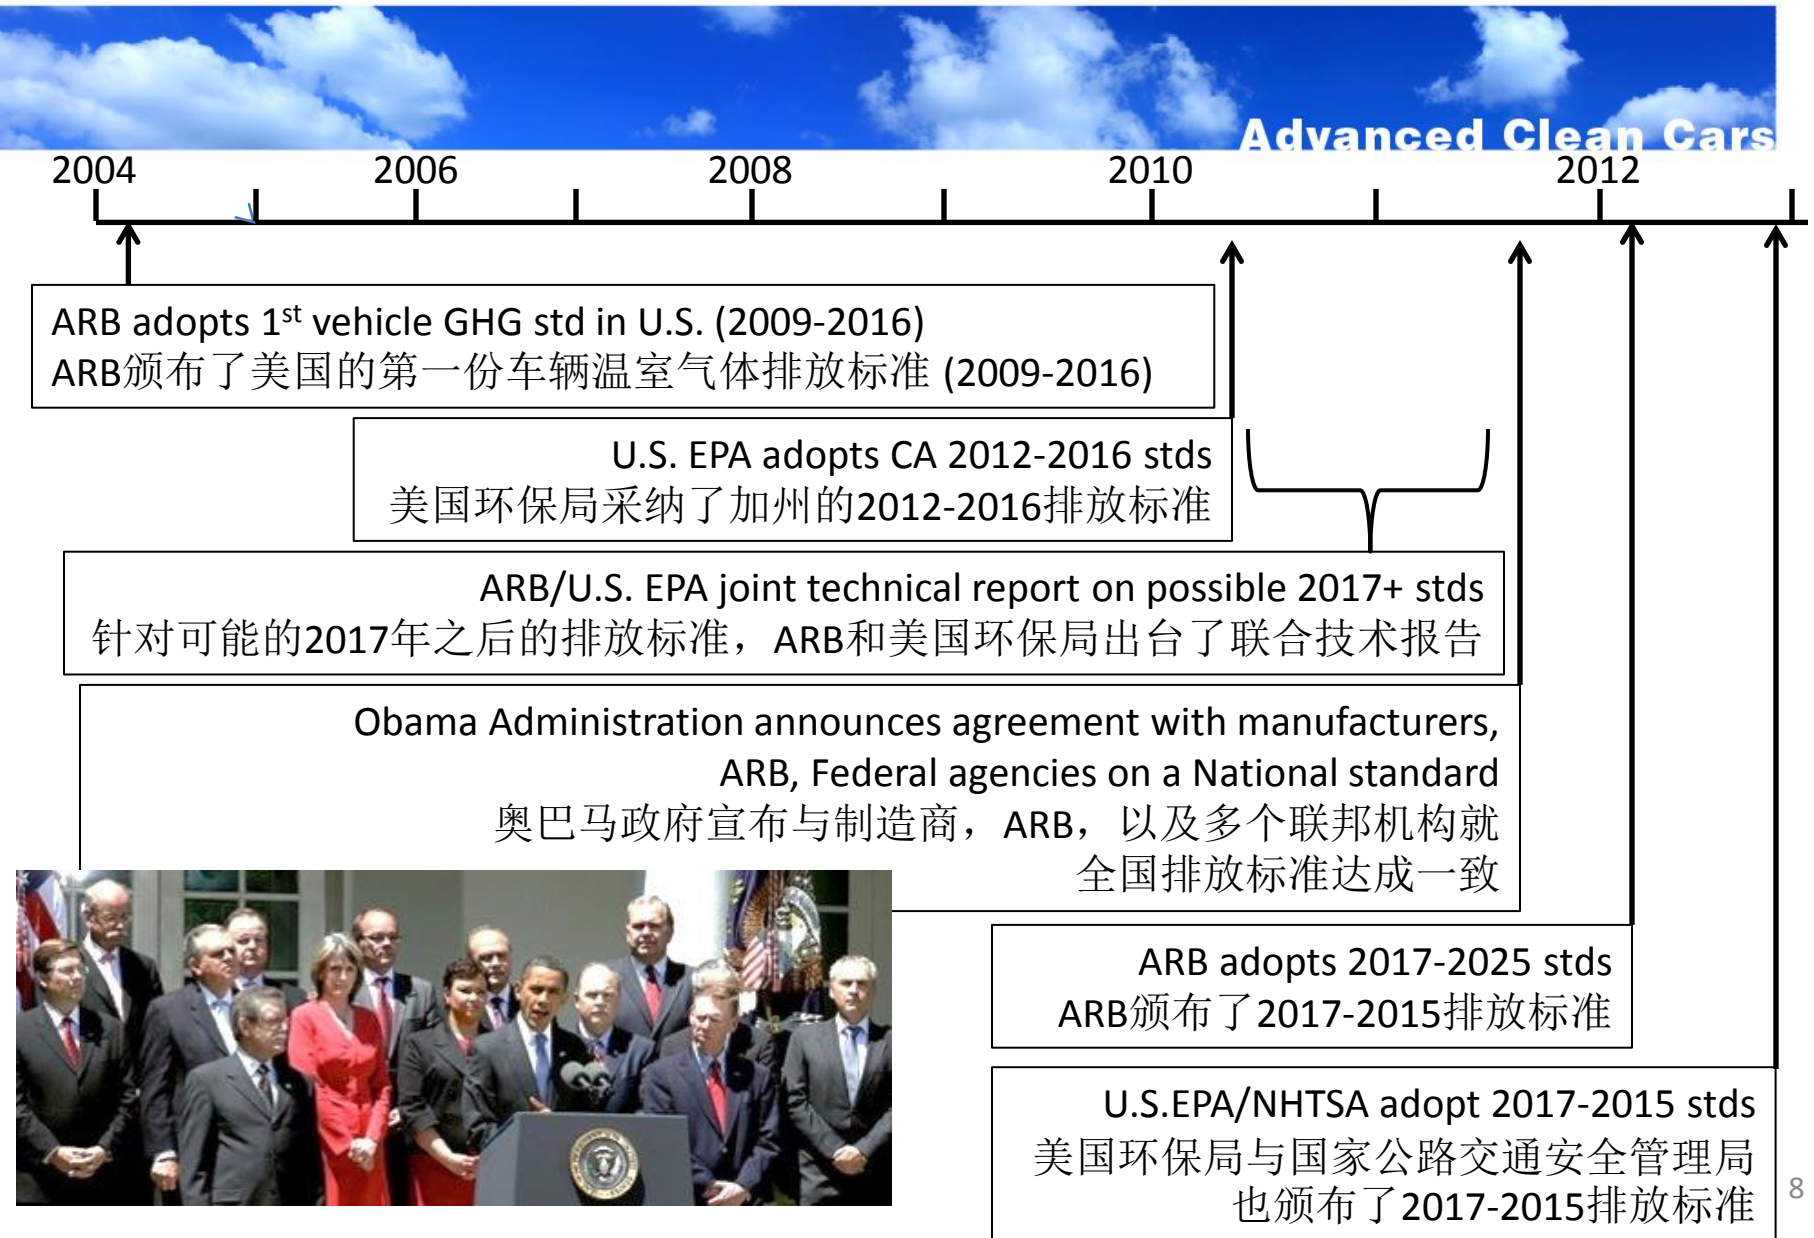 Advanced Clean Cars
2004 2006 2008 2010 2012
ARB adopts 1st vehicle GHG std in U.S. (2009-2016)
ARB颁布了美国的第一份车辆温室气体排放标准 (2009-2016)
U.S. EPA adopts CA 2012-2016 stds
美国环保局采纳了加州的2012-2016排放标准
ARB/U.S. EPA joint technical report on possible 2017+ stds
针对可能的2017年之后的排放标准，ARB和美国环保局出台了联合技术报告
Obama Administration announces agreement with manufacturers,
ARB, Federal agencies on a National standard
奥巴马政府宣布与制造商，ARB，以及多个联邦机构就
全国排放标准达成一致
ARB adopts 2017-2025 stds
ARB颁布了2017-2015排放标准
U.S.EPA/NHTSA adopt 2017-2015 stds
美国环保局与国家公路交通安全管理局
也颁布了2017-2015排放标准
8